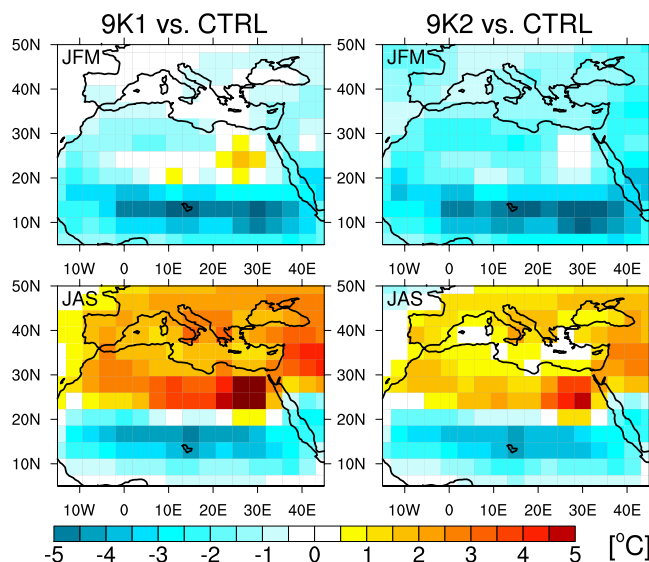 9K1 vs. CTRL 9K2 vs. CTRL
JFM JFM
50N 50N
40N 40N
30N 30N
20N 20N
10N 10N
10W 0 10E 20E 30E 40E 10W 0 10E 20E 30E 40E
JAS JAS
50N 50N
40N 40N
30N 30N
20N 20N
10N 10N
10W 0 10E 20E 30E 40E 10W 0 10E 20E 30E 40E
-5 -4 -3 -2 -1 0 1 2 3 4 5 [°C]